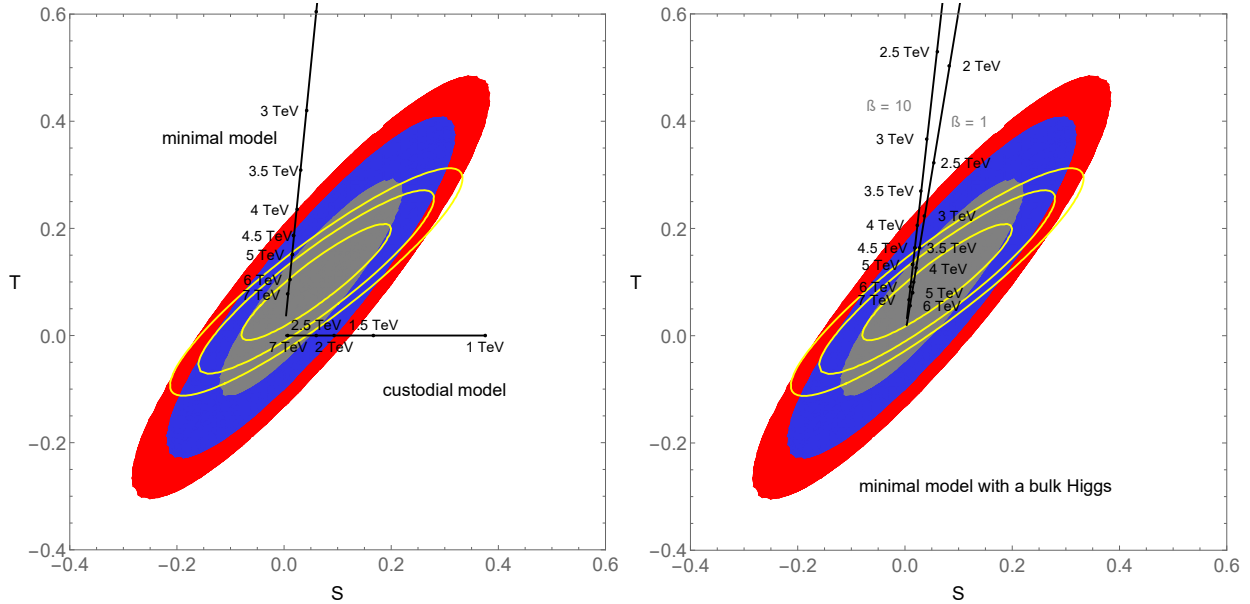 0.6
0.4
0.2
0.0
−0.2
−0.4
−0.4
−0.2
0.0
0.2
0.4
0.6
T
S
minimal model
3 TeV
3.5 TeV
4 TeV
4.5 TeV
5 TeV
6 TeV
7 TeV
2.5 TeV
1.5 TeV
7 TeV
2 TeV
1 TeV
custodial model
0.6
0.4
0.2
0.0
−0.2
−0.4
−0.4
−0.2
0.0
0.2
0.4
0.6
T
S
2.5 TeV
2 TeV
ß = 10
ß = 1
3 TeV
2.5 TeV
3.5 TeV
3 TeV
4 TeV
4.5 TeV
3.5 TeV
5 TeV
4 TeV
6 TeV
5 TeV
7 TeV
6 TeV
minimal model with a bulk Higgs